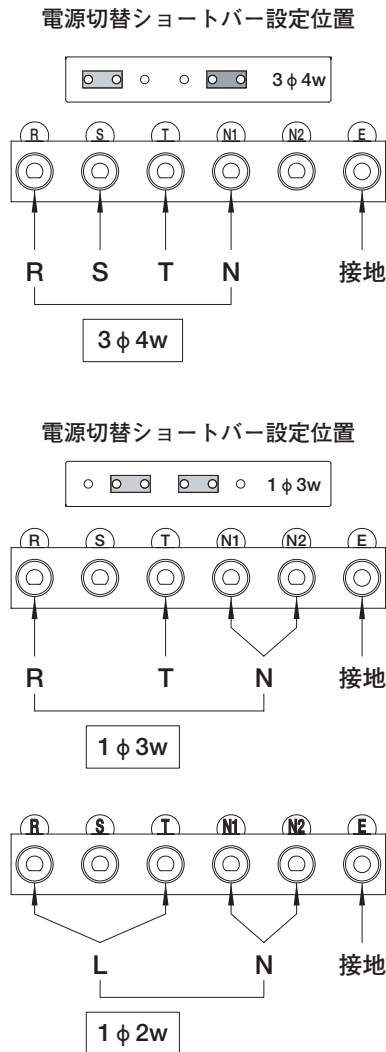 電源切替ショートバー設定位置
3φ4w
R S T N1 N2 E
R S T N 接地
3φ4w
電源切替ショートバー設定位置
1φ3w
R S T N1 N2 E
R T N 接地
1φ3w
R S T N1 N2 E
L N 接地
1φ2w